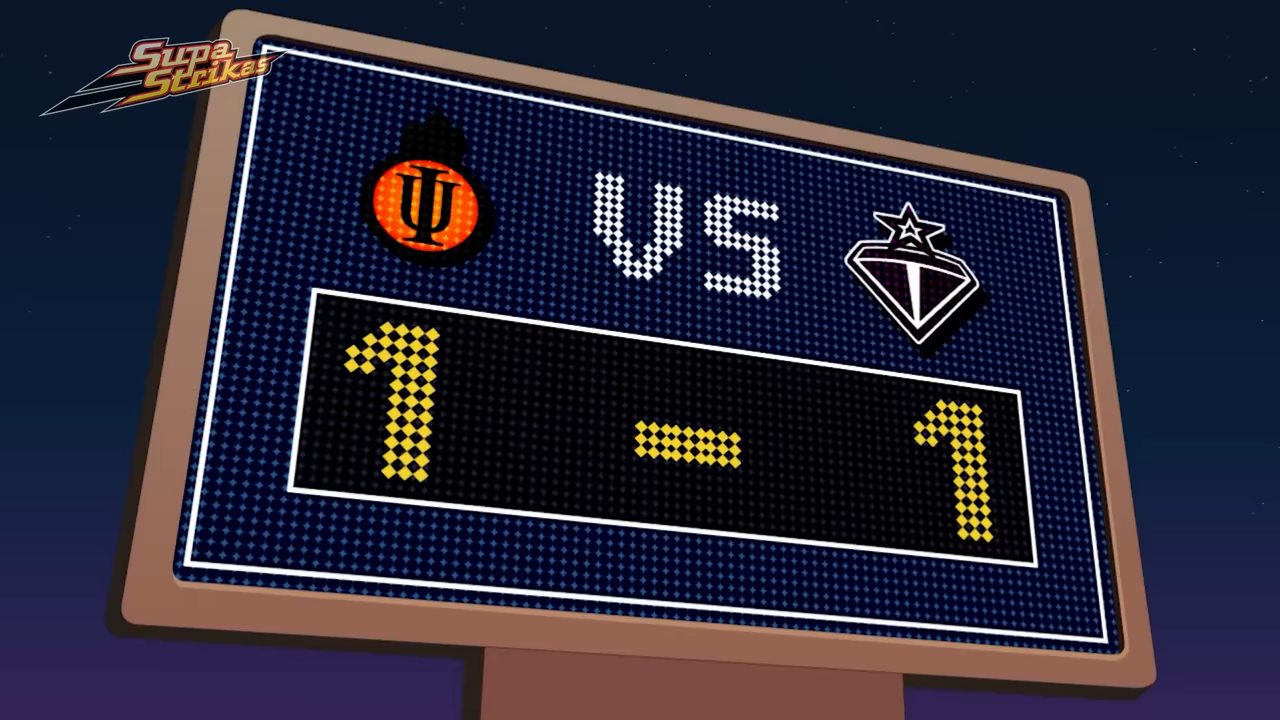 Supa
Strikas
Ψ
VS
1 - 1